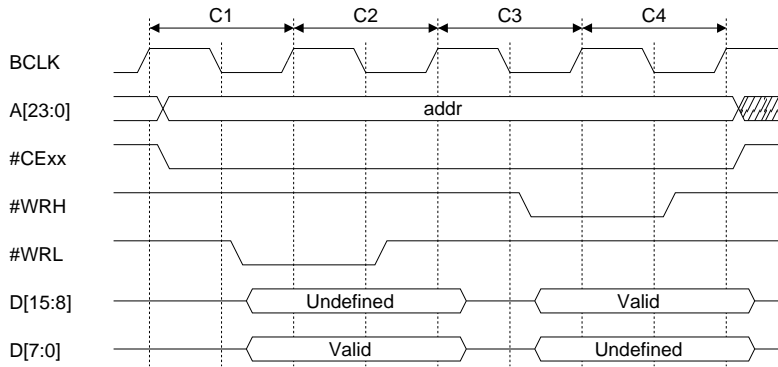 C1 C2 C3 C4
BCLK
A[23:0] addr
#CExx
#WRH
#WRL
D[15:8] Undefined Valid
D[7:0] Valid Undefined